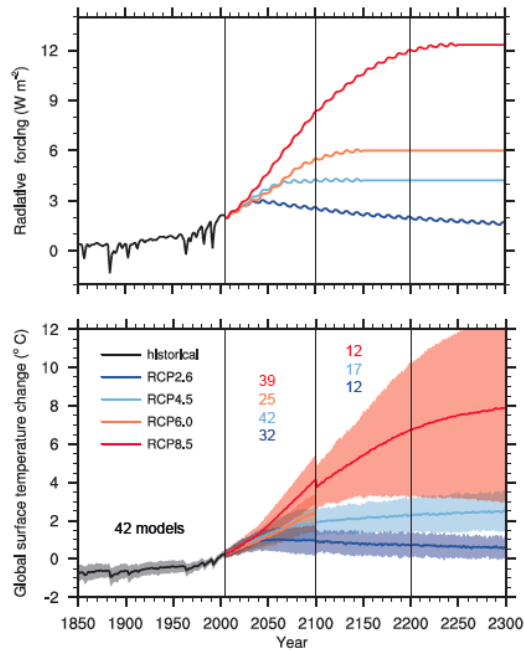 12
9
6
3
0
Radiative forcing (W m-2)
12
10
8
6
4
2
0
-2
Global surface temperature change (° C)
historical
RCP2.6
RCP4.5
RCP6.0
RCP8.5
39
25
42
32
12
17
12
42 models
1850 1900 1950 2000 2050 2100 2150 2200 2250 2300
Year